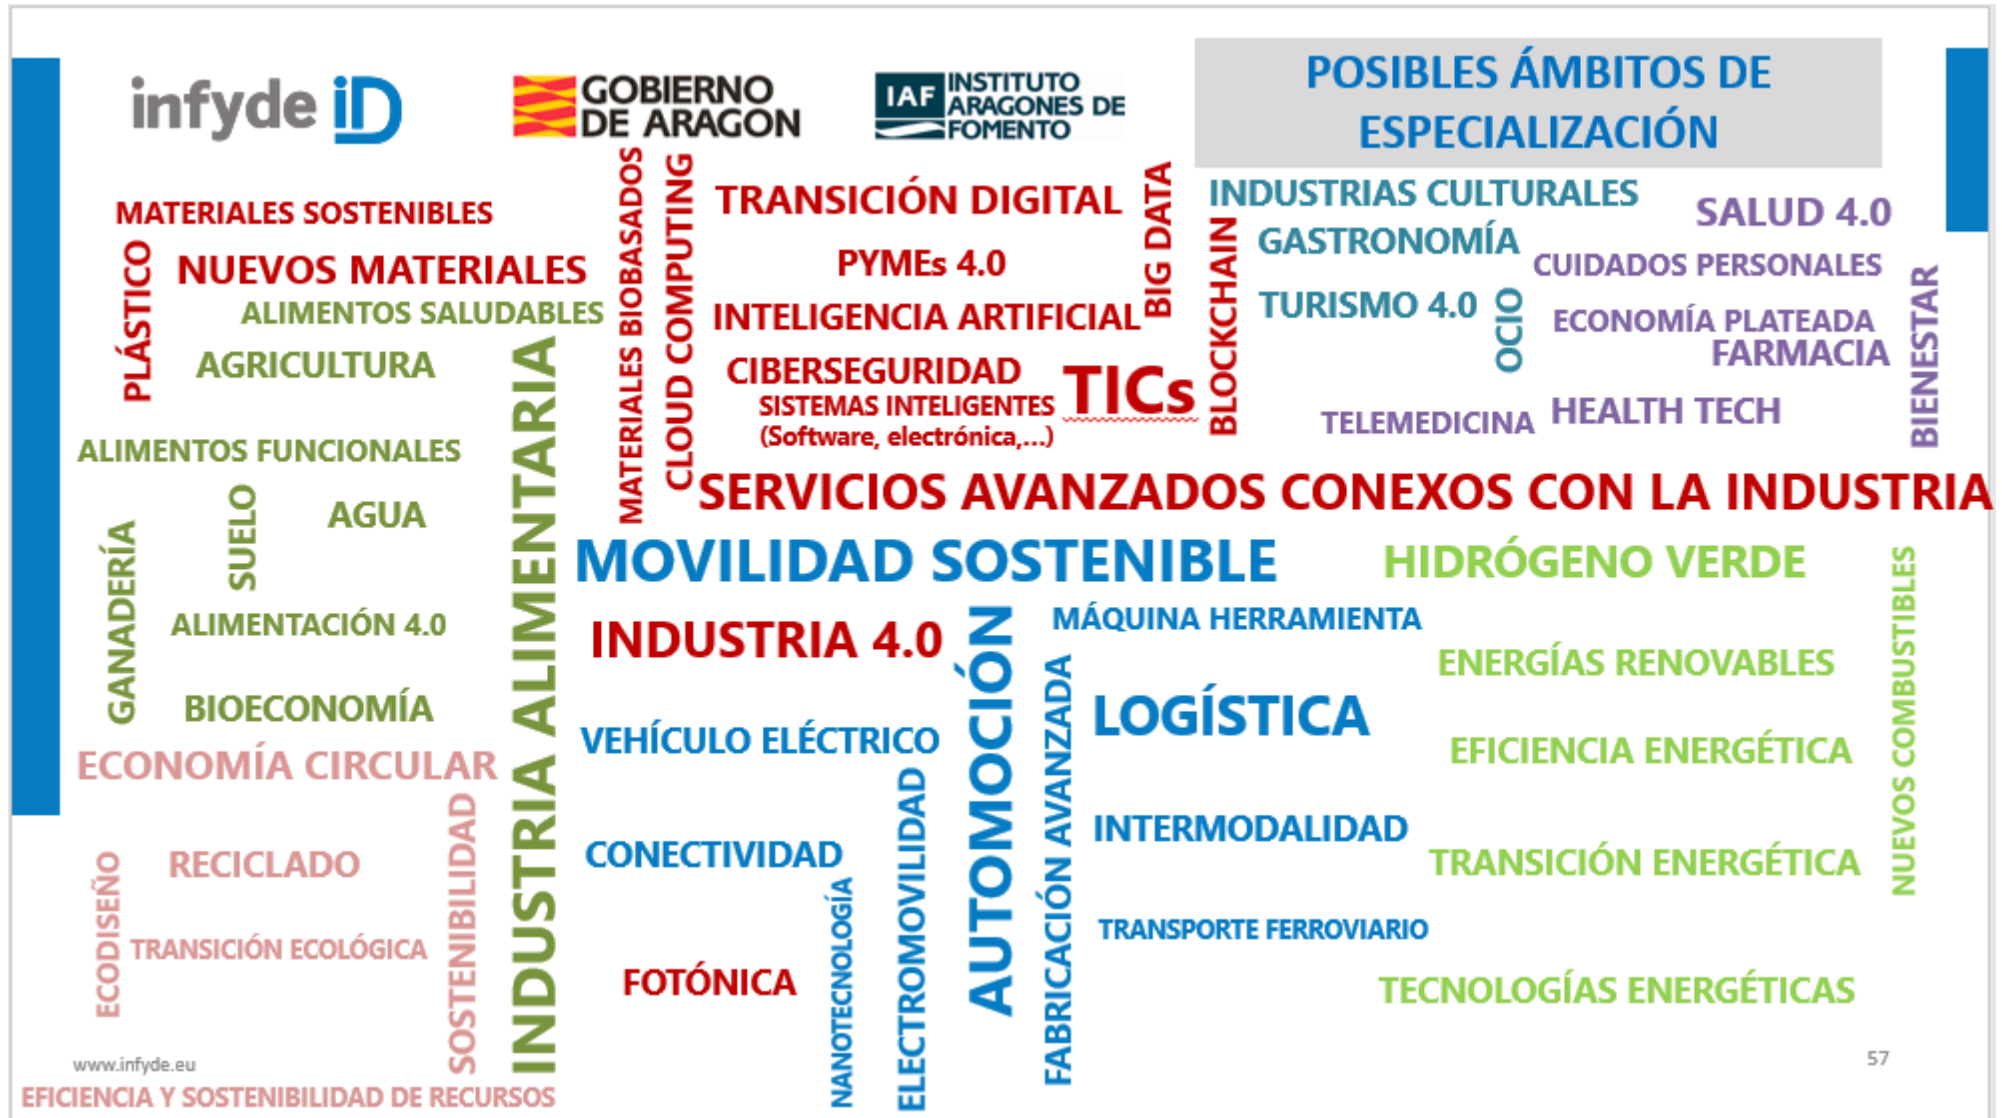 infyde iD
GOBIERNO
DE ARAGON
IAF
INSTITUTO
ARAGONES DE
FOMENTO
POSIBLES ÁMBITOS DE
ESPECIALIZACIÓN
MATERIALES SOSTENIBLES
PLÁSTICO
NUEVOS MATERIALES
ALIMENTOS SALUDABLES
AGRICULTURA
ALIMENTOS FUNCIONALES
SUELO
AGUA
GANADERÍA
ALIMENTACIÓN 4.0
BIOECONOMÍA
INDUSTRIA ALIMENTARIA
ECONOMÍA CIRCULAR
RECICLADO
ECODISEÑO
TRANSICIÓN ECOLÓGICA
SOSTENIBILIDAD
MATERIALES BIOBASADOS
CLOUD COMPUTING
TRANSICIÓN DIGITAL
PYMEs 4.0
INTELIGENCIA ARTIFICIAL
BIG DATA
CIBERSEGURIDAD
SISTEMAS INTELIGENTES
(Software, electrónica,...)
TICs
BLOCKCHAIN
INDUSTRIAS CULTURALES
GASTRONOMÍA
TURISMO 4.0
OCIO
SALUD 4.0
CUIDADOS PERSONALES
ECONOMÍA PLATEADA
FARMACIA
BIENESTAR
TELEMEDICINA
HEALTH TECH
SERVICIOS AVANZADOS CONEXOS CON LA INDUSTRIA
MOVILIDAD SOSTENIBLE
INDUSTRIA 4.0
VEHÍCULO ELÉCTRICO
CONECTIVIDAD
FOTÓNICA
NANOTECNOLOGÍA
ELECTROMOVILIDAD
AUTOMOCIÓN
FABRICACIÓN AVANZADA
MÁQUINA HERRAMIENTA
LOGÍSTICA
INTERMODALIDAD
TRANSPORTE FERROVIARIO
HIDRÓGENO VERDE
ENERGÍAS RENOVABLES
EFICIENCIA ENERGÉTICA
TRANSICIÓN ENERGÉTICA
TECNOLOGÍAS ENERGÉTICAS
NUEVOS COMBUSTIBLES
www.infyde.eu
57
EFICIENCIA Y SOSTENIBILIDAD DE RECURSOS